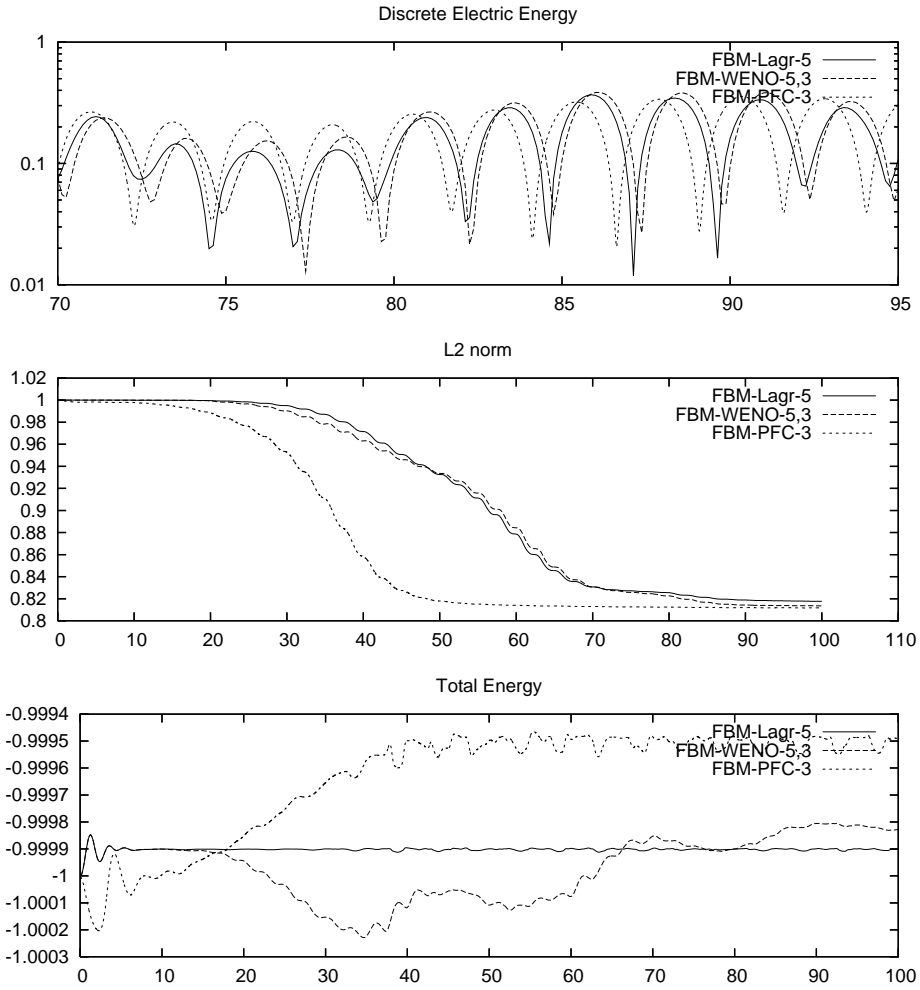 Discrete Electric Energy
1
0.1
0.01
FBM-Lagr-5
FBM-WENO-5,3
FBM-PFC-3
70 75 80 85 90 95
L2 norm
1.02
1
0.98
0.96
0.94
0.92
0.9
0.88
0.86
0.84
0.82
0.8
FBM-Lagr-5
FBM-WENO-5,3
FBM-PFC-3
0 10 20 30 40 50 60 70 80 90 100 110
Total Energy
-0.9994
-0.9995
-0.9996
-0.9997
-0.9998
-0.9999
-1
-1.0001
-1.0002
-1.0003
FBM-Lagr-5
FBM-WENO-5,3
FBM-PFC-3
0 10 20 30 40 50 60 70 80 90 100